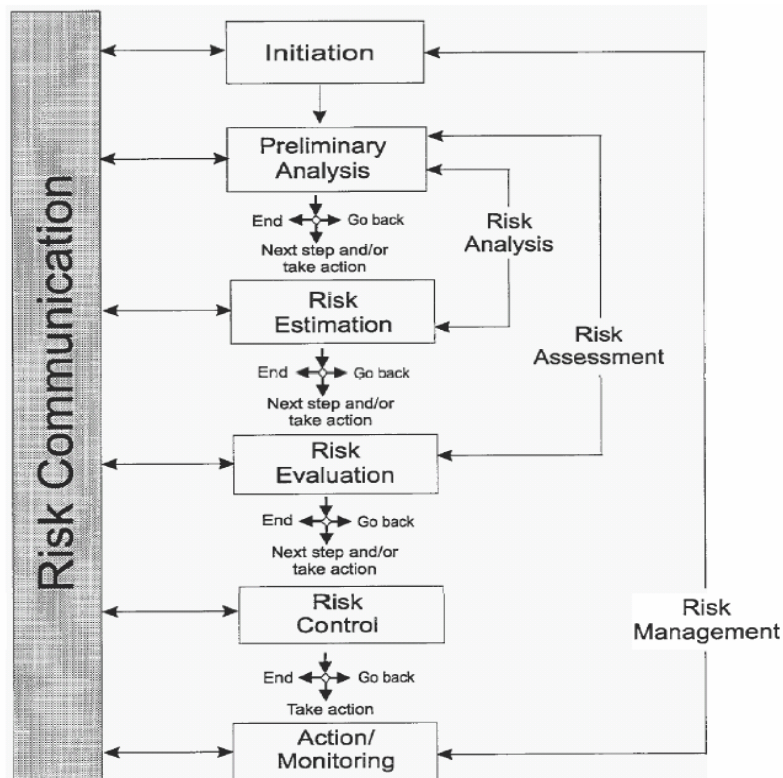 Risk Communication
Initiation
Preliminary
Analysis
End Go back
Next step and/or
take action
Risk
Analysis
Risk
Estimation
Risk
Assessment
End Go back
Next step and/or
take action
Risk
Evaluation
End Go back
Next step and/or
take action
Risk
Control
Risk
Management
End Go back
Take action
Action/
Monitoring